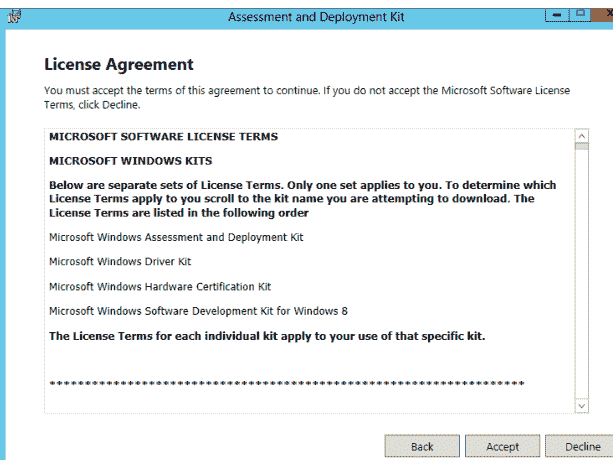 Assessment and Deployment Kit
License Agreement
You must accept the terms of this agreement to continue. If you do not accept the Microsoft Software License
Terms, click Decline.
MICROSOFT SOFTWARE LICENSE TERMS
MICROSOFT WINDOWS KITS
Below are separate sets of License Terms. Only one set applies to you. To determine which
License Terms apply to you scroll to the kit name you are attempting to download. The
License Terms are listed in the following order
Microsoft Windows Assessment and Deployment Kit
Microsoft Windows Driver Kit
Microsoft Windows Hardware Certification Kit
Microsoft Windows Software Development Kit for Windows 8
The License Terms for each individual kit apply to your use of that specific kit.
*******************************************************************
Back Accept Decline